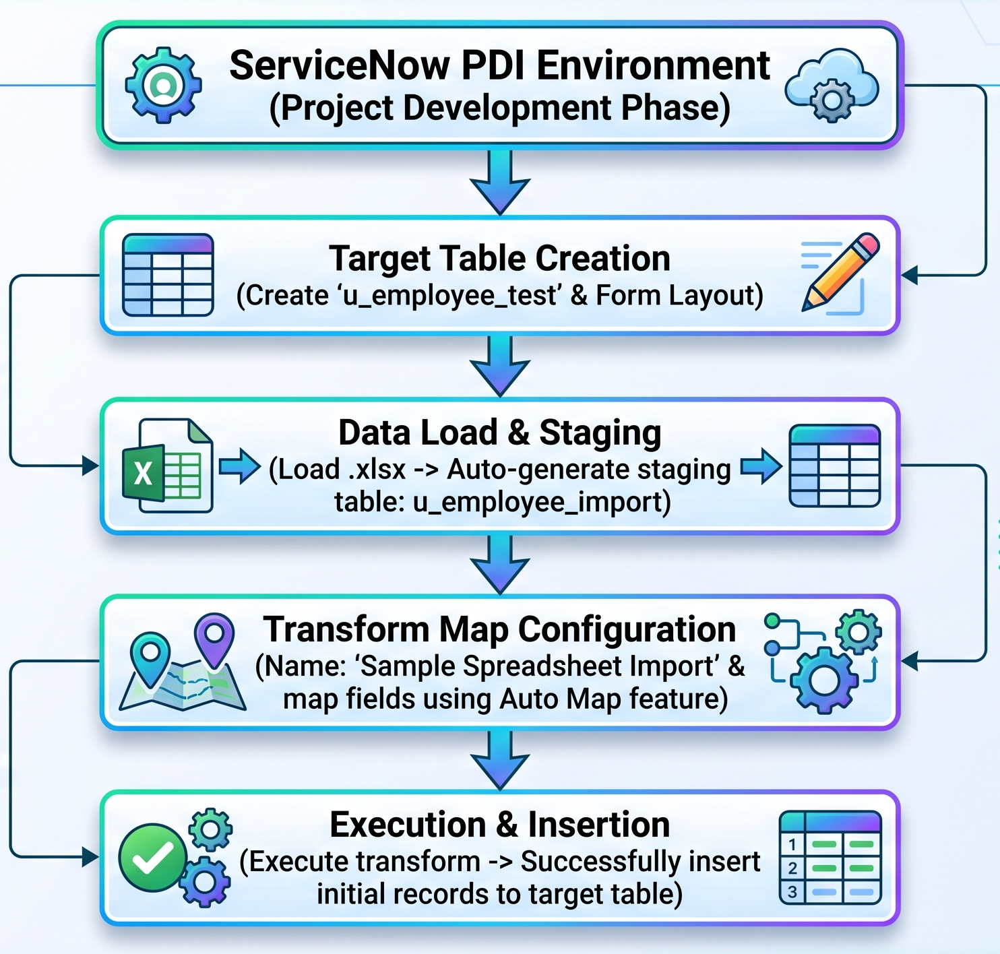 ServiceNow PDI Environment
(Project Development Phase)
Target Table Creation
(Create ‘u_employee_test’ & Form Layout)
Data Load & Staging
X
(Load .xlsx -> Auto-generate staging
table: u_employee_import)
Transform Map Configuration
(Name: ‘Sample Spreadsheet Import’ &
map fields using Auto Map feature)
Execution & Insertion
(Execute transform -> Successfully insert
initial records to target table)
1
2
3